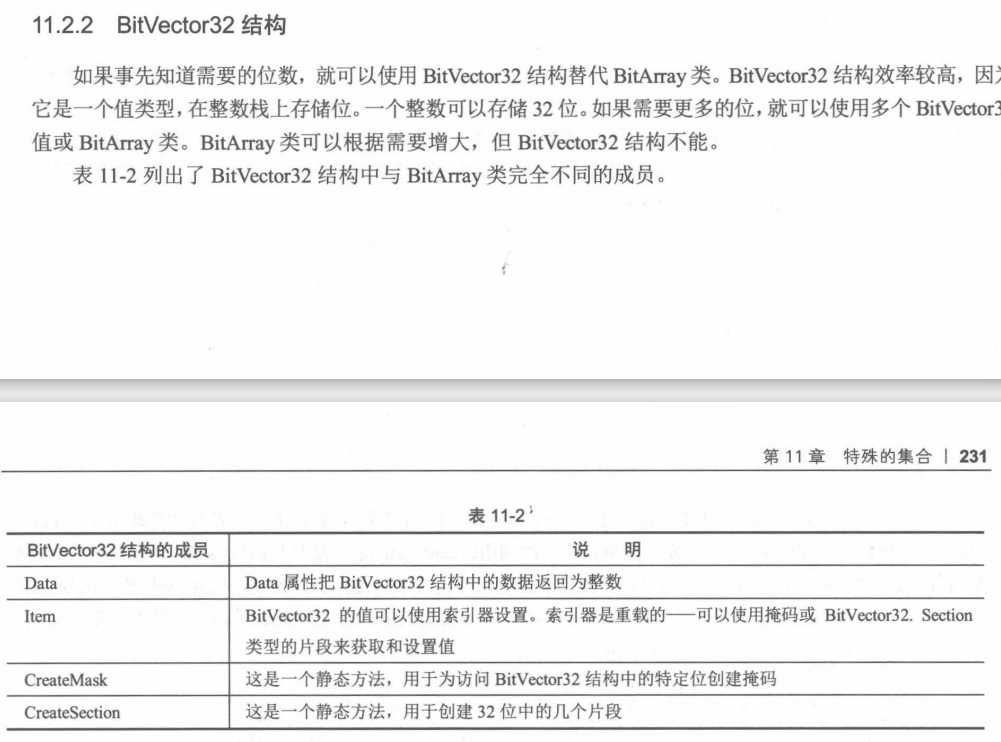 11.2.2 BitVector32 结构
如果事先知道需要的位数，就可以使用 BitVector32 结构替代 BitArray 类。BitVector32 结构效率较高，因为
它是一个值类型，在整数栈上存储位。一个整数可以存储 32 位。如果需要更多的位，就可以使用多个 BitVector3
值或 BitArray 类。BitArray 类可以根据需要增大，但 BitVector32 结构不能。
表 11-2 列出了 BitVector32 结构中与 BitArray 类完全不同的成员。
第 11 章 特殊的集合 | 231
表 11-2
BitVector32 结构的成员 说 明
Data Data 属性把 BitVector32 结构中的数据返回为整数
Item BitVector32 的值可以使用索引器设置。索引器是重载的——可以使用掩码或 BitVector32. Section
类型的片段来获取和设置值
CreateMask 这是一个静态方法，用于为访问 BitVector32 结构中的特定位创建掩码
CreateSection 这是一个静态方法，用于创建 32 位中的几个片段